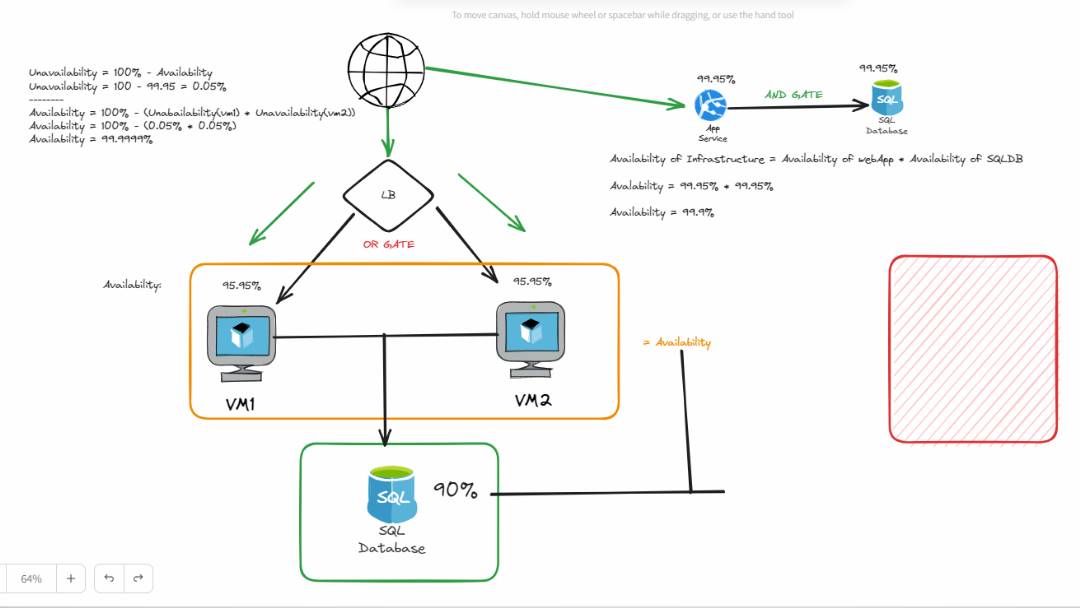 To move canvas, hold mouse wheel or spacebar while dragging, or use the hand tool
Unavailability = 100% - Availability
Unavailability = 100 - 99.95 = 0.05%
--------
Availability = 100% - (Unabailability(vm1) * Unavailability(vm2))
Availability = 100% - (0.05% * 0.05%)
Availability = 99.9999%
99.95%
AND GATE
99.95%
App
Service
SQL
SQL
Database
Availability of Infrastructure = Availability of webApp * Availability of SQLDB
Avalability = 99.95% * 99.95%
Availability = 99.9%
LB
OR GATE
Availability:
95.95%
95.95%
VM1
VM2
= Availability
SQL
90%
SQL
Database
64%
+